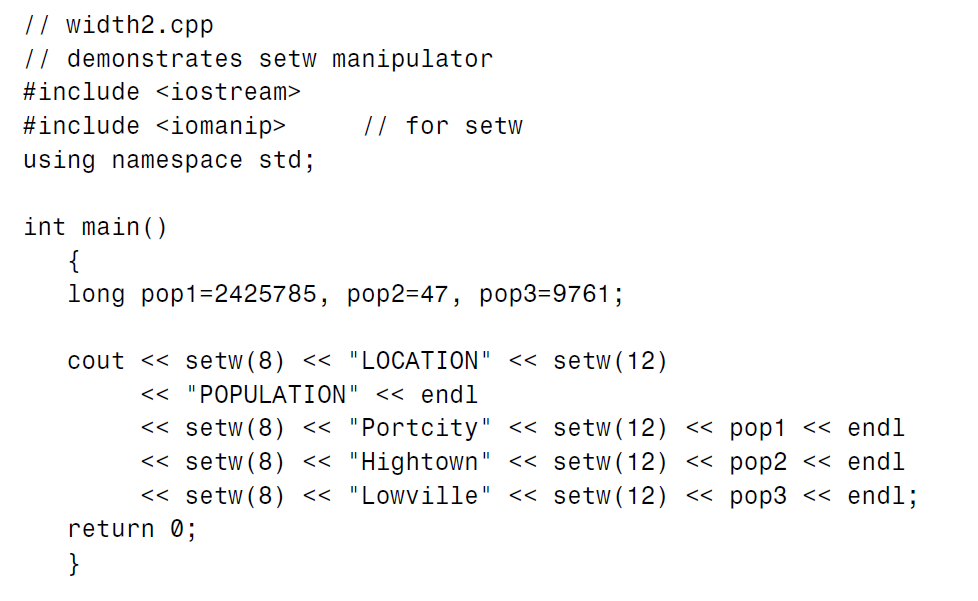 // width2.cpp
// demonstrates setw manipulator
#include <iostream>
#include <iomanip>     // for setw
using namespace std;

int main()
   {
   long pop1=2425785, pop2=47, pop3=9761;

   cout << setw(8) << "LOCATION" << setw(12)
        << "POPULATION" << endl
        << setw(8) << "Portcity" << setw(12) << pop1 << endl
        << setw(8) << "Hightown" << setw(12) << pop2 << endl
        << setw(8) << "Lowville" << setw(12) << pop3 << endl;
   return 0;
   }